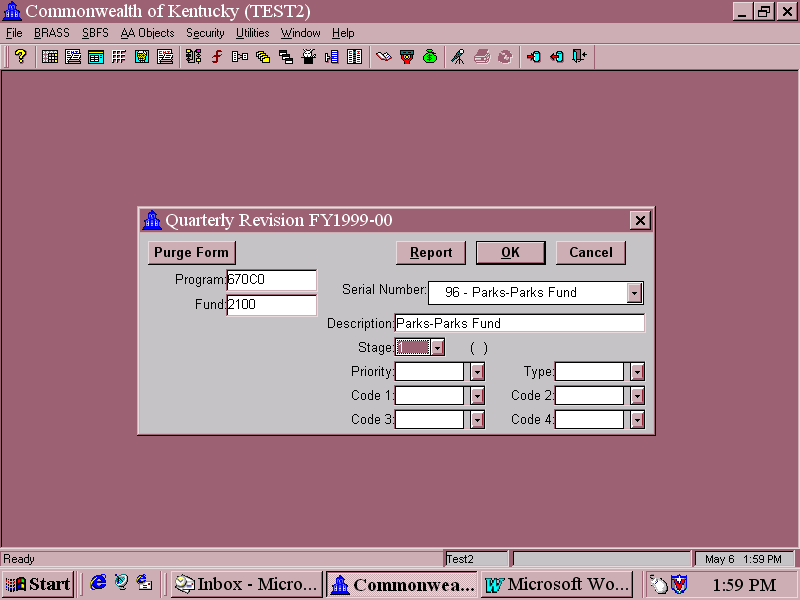 Commonwealth of Kentucky (TEST2)
File BRASS SBFS AA Objects Security Utilities Window Help
Quarterly Revision FY1999-00
Purge Form Report OK Cancel
Program: 670C0
Serial Number: 96 - Parks-Parks Fund
Fund: 2100
Description: Parks-Parks Fund
Stage: ( )
Priority: Type:
Code 1: Code 2:
Code 3: Code 4:
Ready Test2 May 6 1:59 PM
Start Inbox - Micro... Commonwea... Microsoft Wo... 1:59 PM